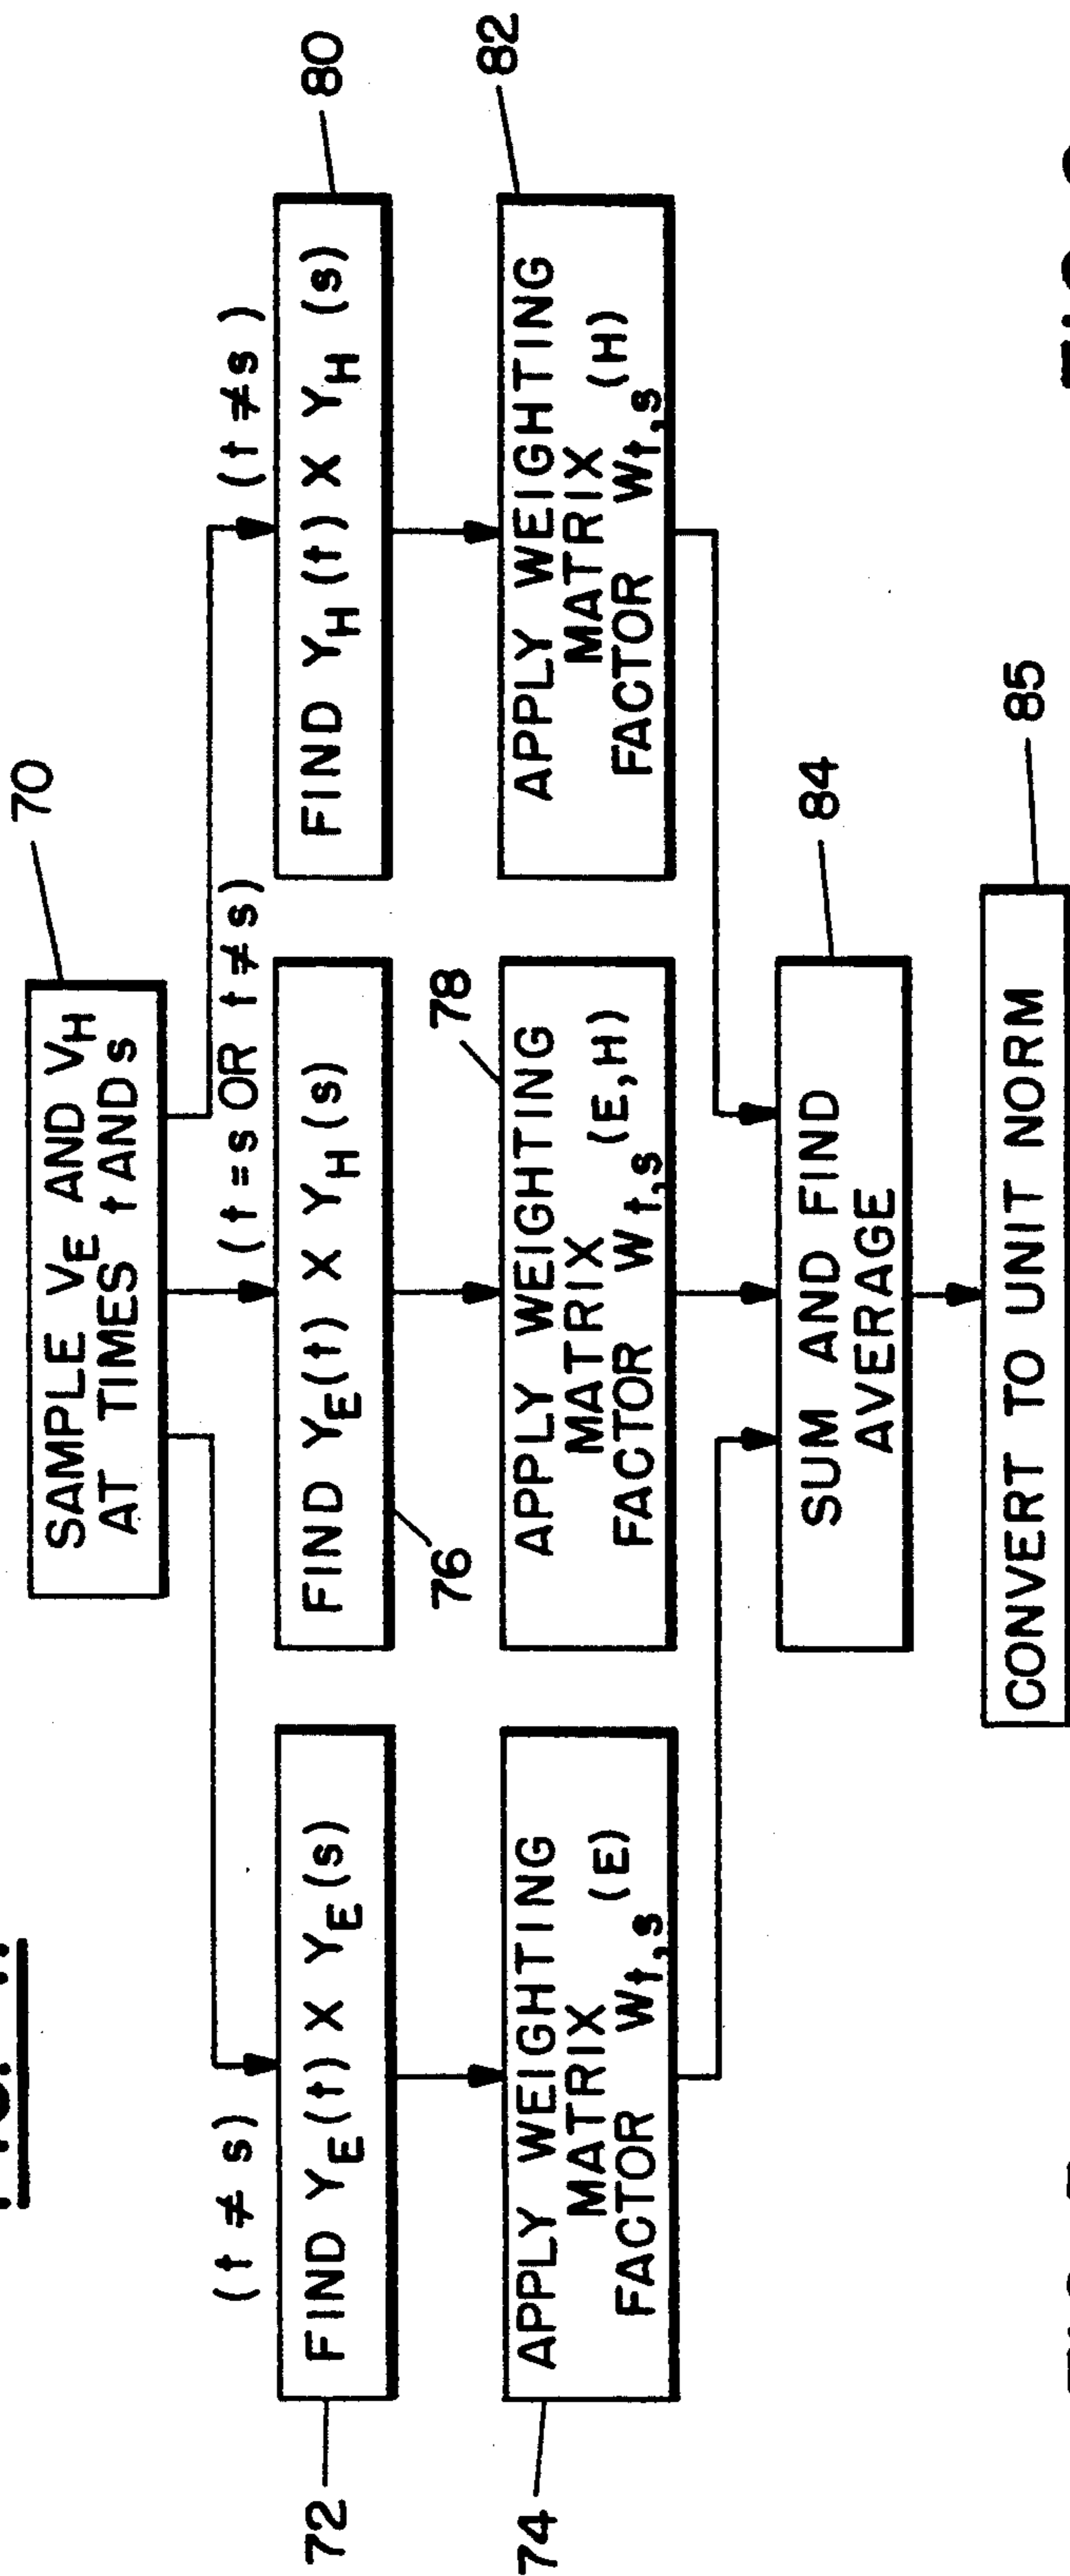 70
SAMPLE V_E AND V_H
AT TIMES t AND s
(t ≠ s)
(t = s OR t ≠ s)
(t ≠ s)
72
FIND Y_E(t) X Y_E(s)
76
FIND Y_E(t) X Y_H(s)
80
FIND Y_H(t) X Y_H(s)
74
APPLY WEIGHTING
MATRIX
FACTOR W_t,s (E)
78
APPLY WEIGHTING
MATRIX
FACTOR W_t,s (E,H)
82
APPLY WEIGHTING
MATRIX
FACTOR W_t,s (H)
84
SUM AND FIND
AVERAGE
85
CONVERT TO UNIT NORM